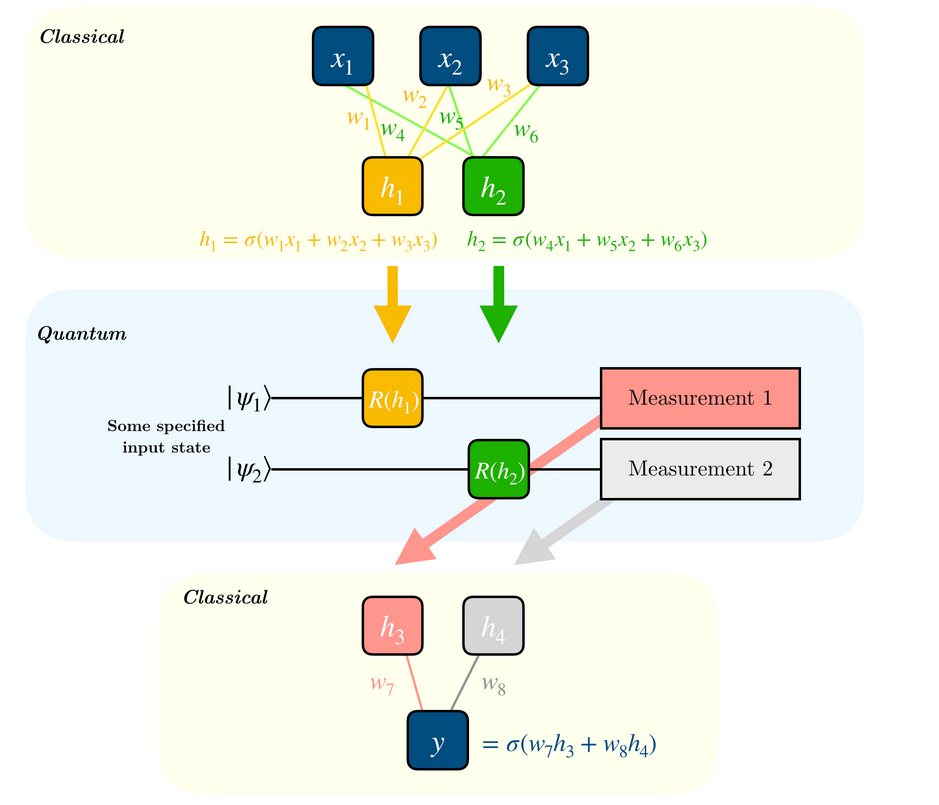 Classical
x₁ x₂ x₃
w₁ w₄ w₂ w₅ w₃ w₆
h₁ h₂
h₁ = σ(w₁x₁ + w₂x₂ + w₃x₃) h₂ = σ(w₄x₁ + w₅x₂ + w₆x₃)
Quantum
|ψ₁⟩ R(h₁) Measurement 1
Some specified
input state
|ψ₂⟩ R(h₂) Measurement 2
Classical
h₃ h₄
w₇ w₈
y = σ(w₇h₃ + w₈h₄)